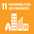 11 SUSTAINABLE CITIES
AND COMMUNITIES